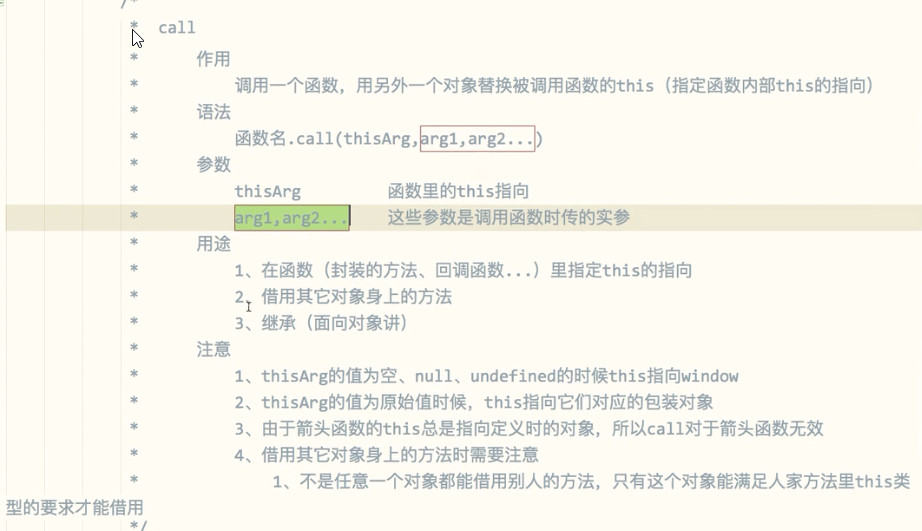 /*
* call
* 作用
* 调用一个函数，用另外一个对象替换被调用函数的this（指定函数内部this的指向）
* 语法
* 函数名.call(thisArg,arg1,arg2...)
* 参数
* thisArg 函数里的this指向
* arg1,arg2... 这些参数是调用函数时传的实参
* 用途
* 1、在函数（封装的方法、回调函数...）里指定this的指向
* 2、借用其它对象身上的方法
* 3、继承（面向对象讲）
* 注意
* 1、thisArg的值为空、null、undefined的时候this指向window
* 2、thisArg的值为原始值时候，this指向它们对应的包装对象
* 3、由于箭头函数的this总是指向定义时的对象，所以call对于箭头函数无效
* 4、借用其它对象身上的方法时需要注意
* 1、不是任意一个对象都能借用别人的方法，只有这个对象能满足人家方法里this类
型的要求才能借用
*/